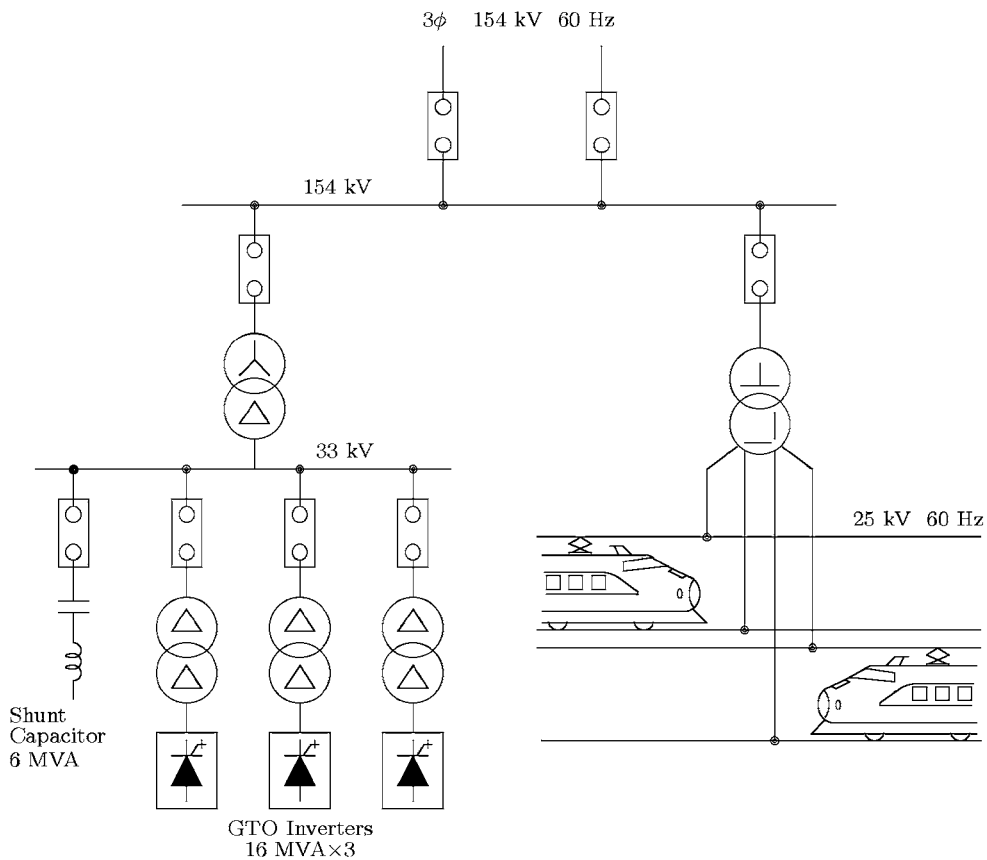 3ϕ 154 kV 60 Hz
154 kV
33 kV
25 kV 60 Hz
Shunt
Capacitor
6 MVA
GTO Inverters
16 MVA×3